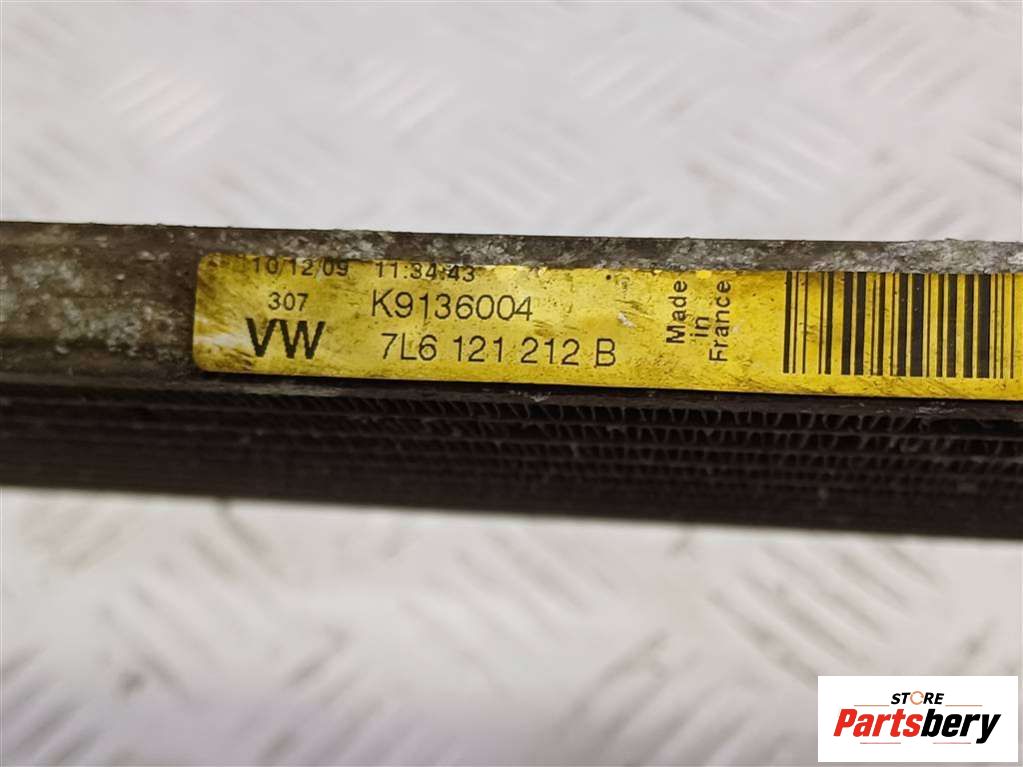 10/12/09 11:34:43
307 K9136004
VW 7L6 121 212 B
Made
in
France
STORE
Partsbery